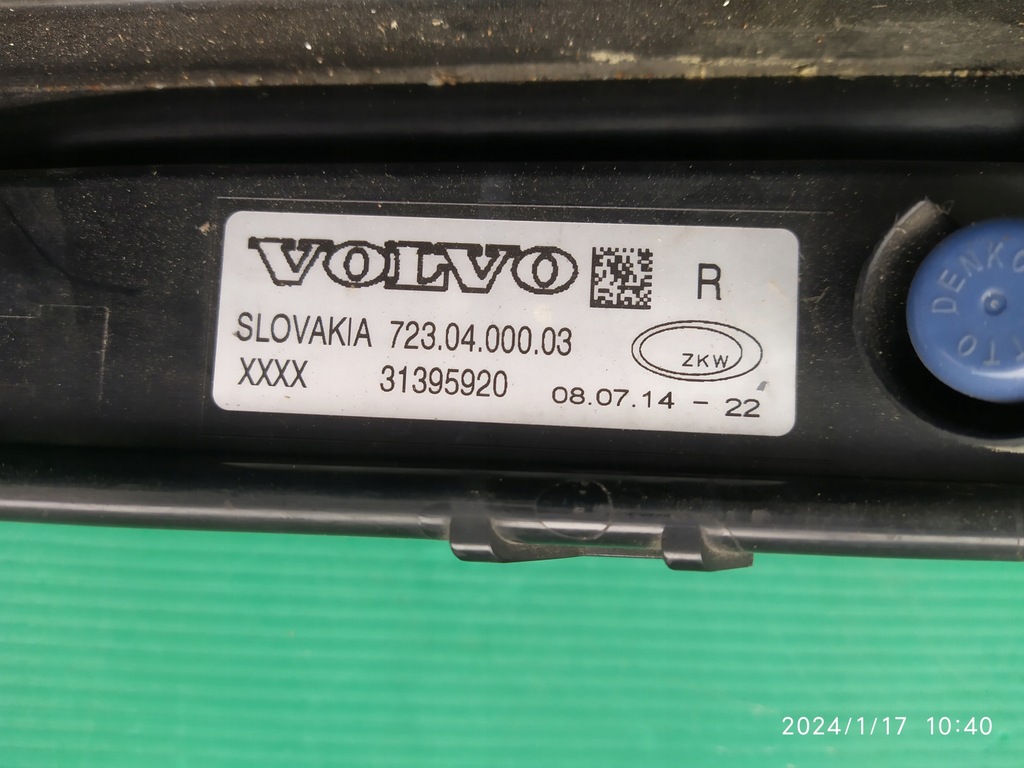 VOLVO R
SLOVAKIA 723.04.000.03
ZKW
XXXX 31395920 08.07.14 - 22
DENKO
TO
2024/1/17 10:40